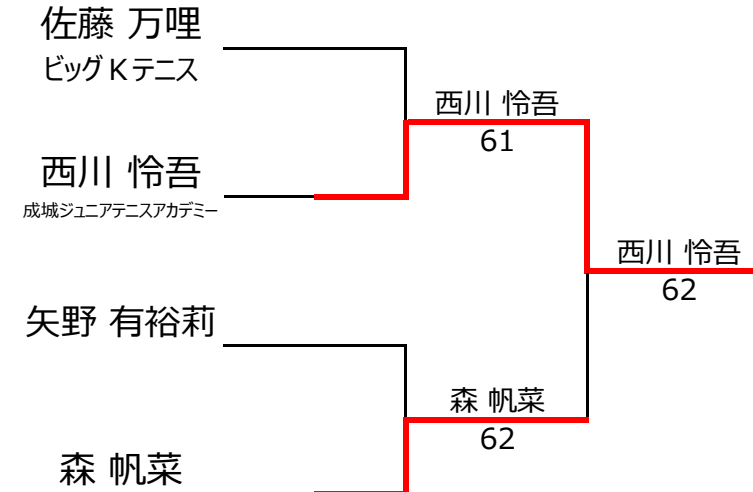 佐藤 万哩
ビッグＫテニス
西川 怜吾
61
西川 怜吾
成城ジュニアテニスアカデミー
西川 怜吾
62
矢野 有裕莉
森 帆菜
62
森 帆菜